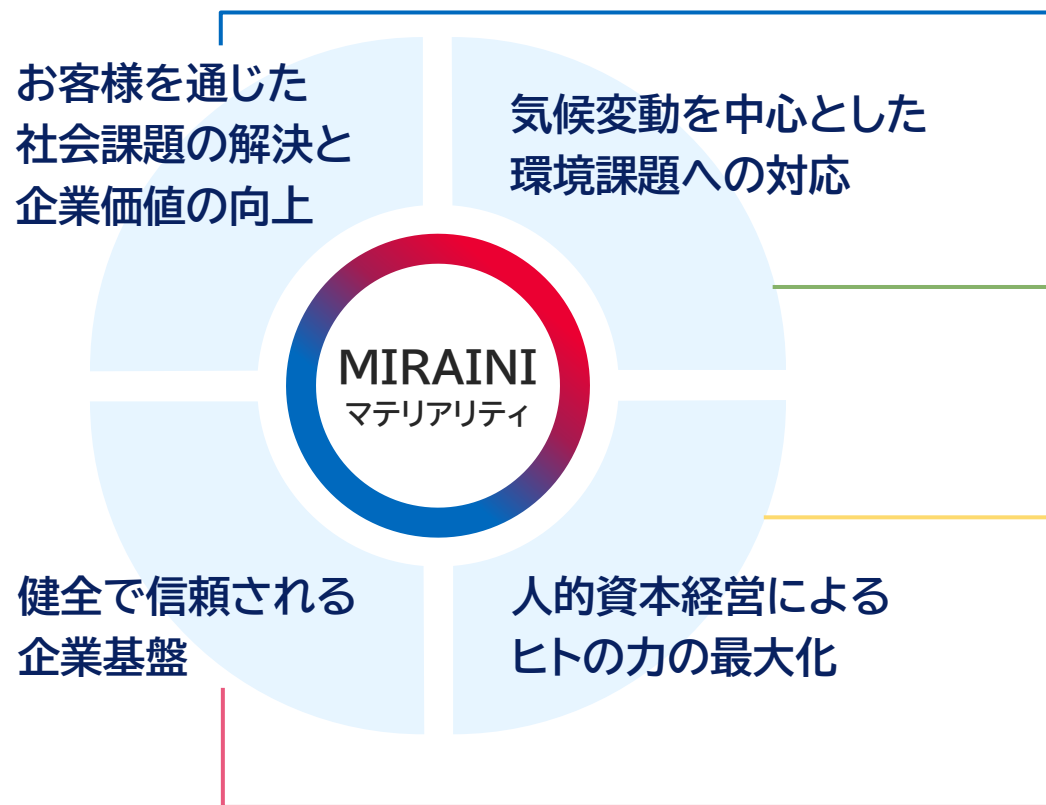 お客様を通じた
社会課題の解決と
企業価値の向上
気候変動を中心とした
環境課題への対応
MIRAINI
マテリアリティ
健全で信頼される
企業基盤
人的資本経営による
ヒトの力の最大化